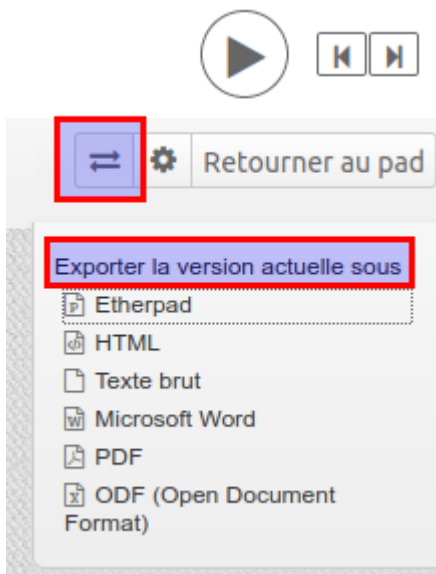 Retourner au pad
Exporter la version actuelle sous
Etherpad
HTML
Texte brut
Microsoft Word
PDF
ODF (Open Document
Format)